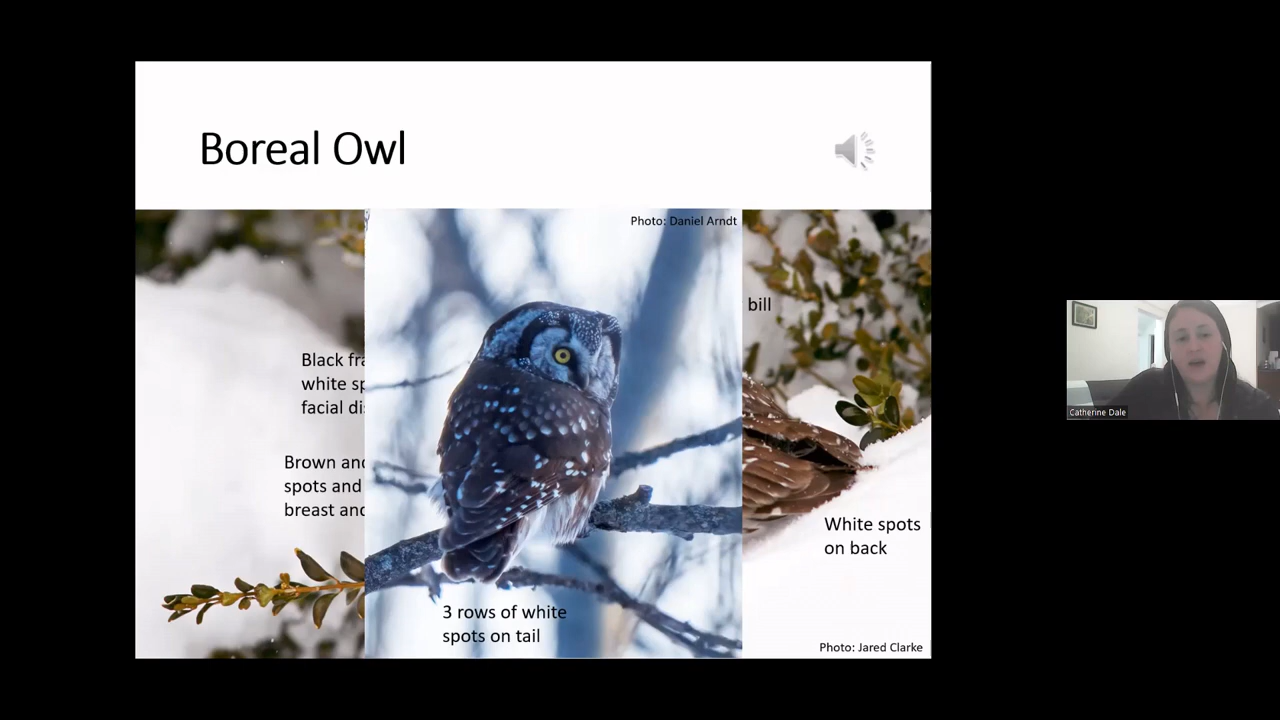 Boreal Owl
Photo: Daniel Arndt
bill
Black fra
white sp
facial di
Brown and
spots and
breast and
White spots
on back
3 rows of white
spots on tail
Photo: Jared Clarke
Catherine Dale